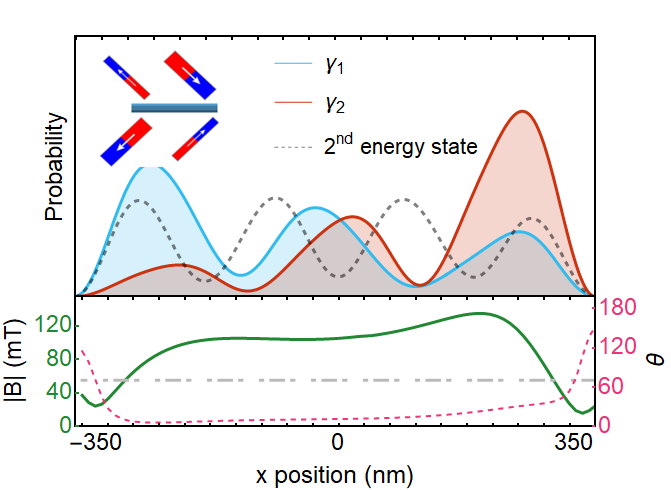 Probability
γ1
γ2
2nd energy state
|B| (mT)
120
80
40
0
180
120
60
0
θ
−350
0
350
x position (nm)